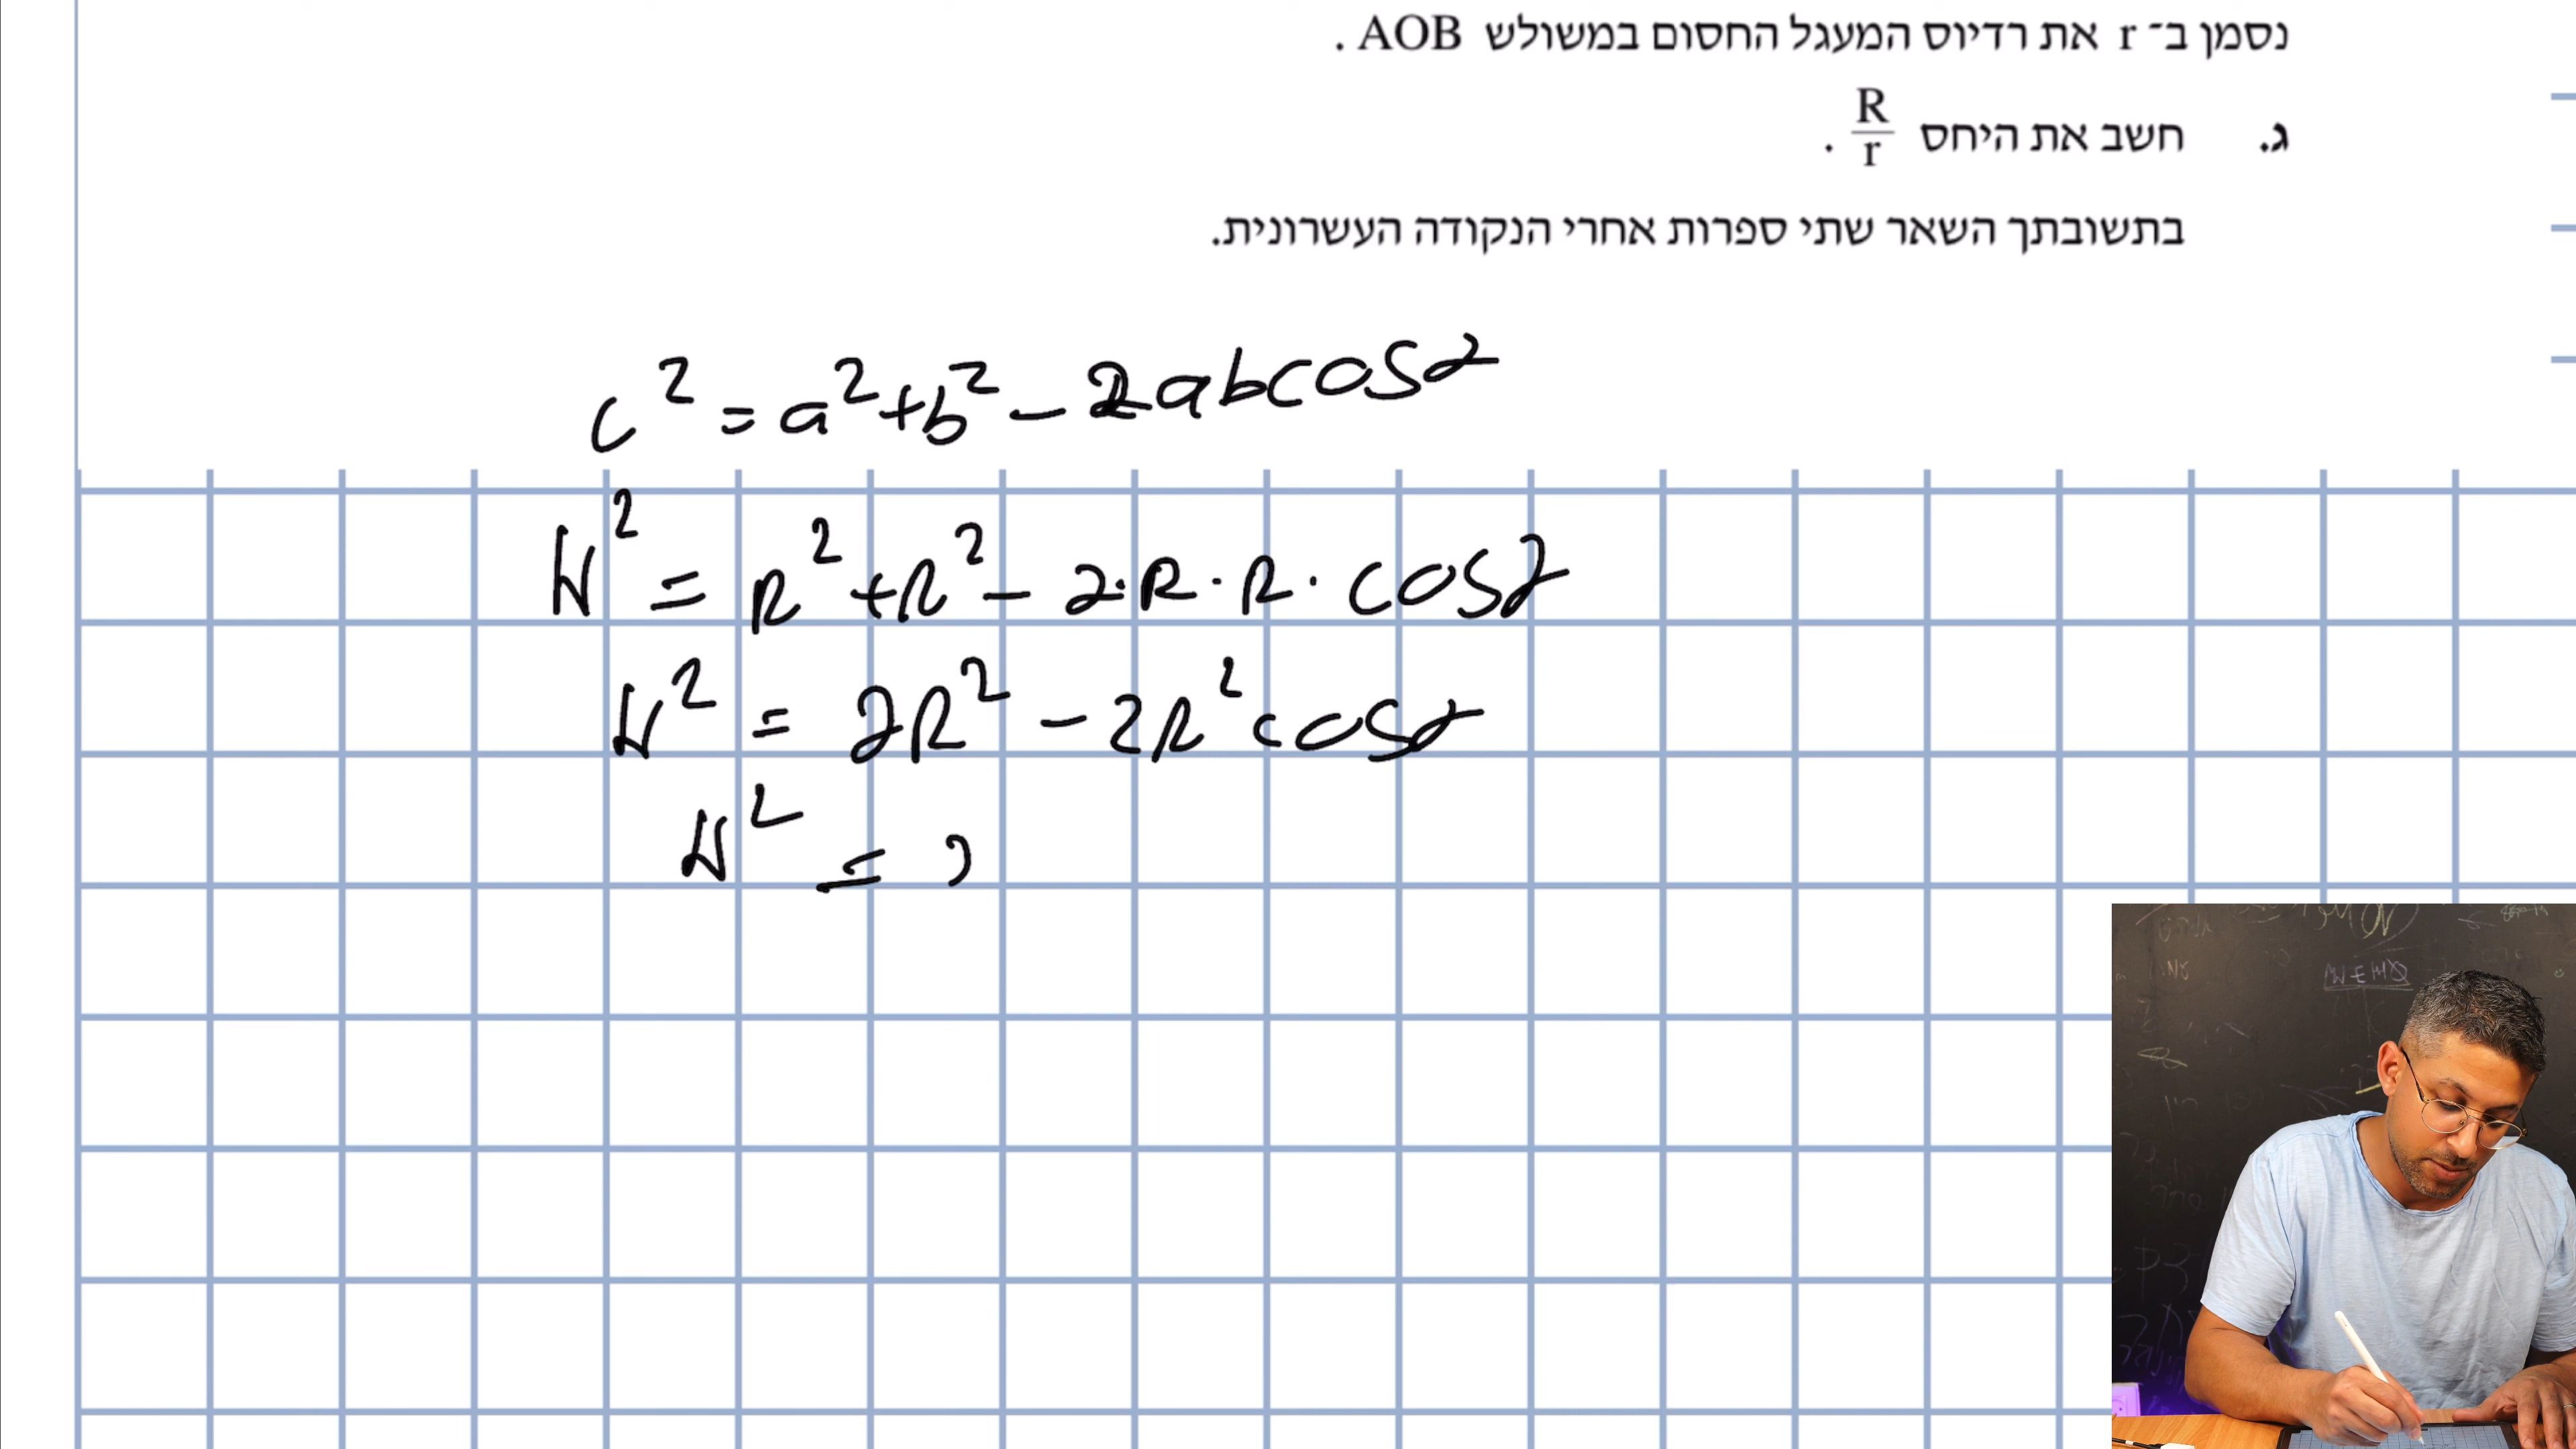 נסמן ב־ r את רדיוס המעגל החסום במשולש AOB .
ג. חשב את היחס R/r .
בתשובתך השאר שתי ספרות אחרי הנקודה העשרונית.
c² = a² + b² - 2abcosα
W² = R² + R² - 2·R·R·cosα
W² = 2R² - 2R²cosα
W² =